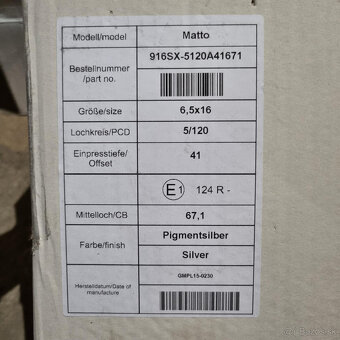 Modell/model Matto
Bestellnummer 916SX-5120A41671
/part no.
Größe/size 6,5x16
Lochkreis/PCD 5/120
Einpresstiefe/ 41
Offset
E1 124 R -
Mittelloch/CB 67,1
Farbe/finish Pigmentsilber
Silver
GMPL15-0230
Herstelldatum/Date of
manufacture